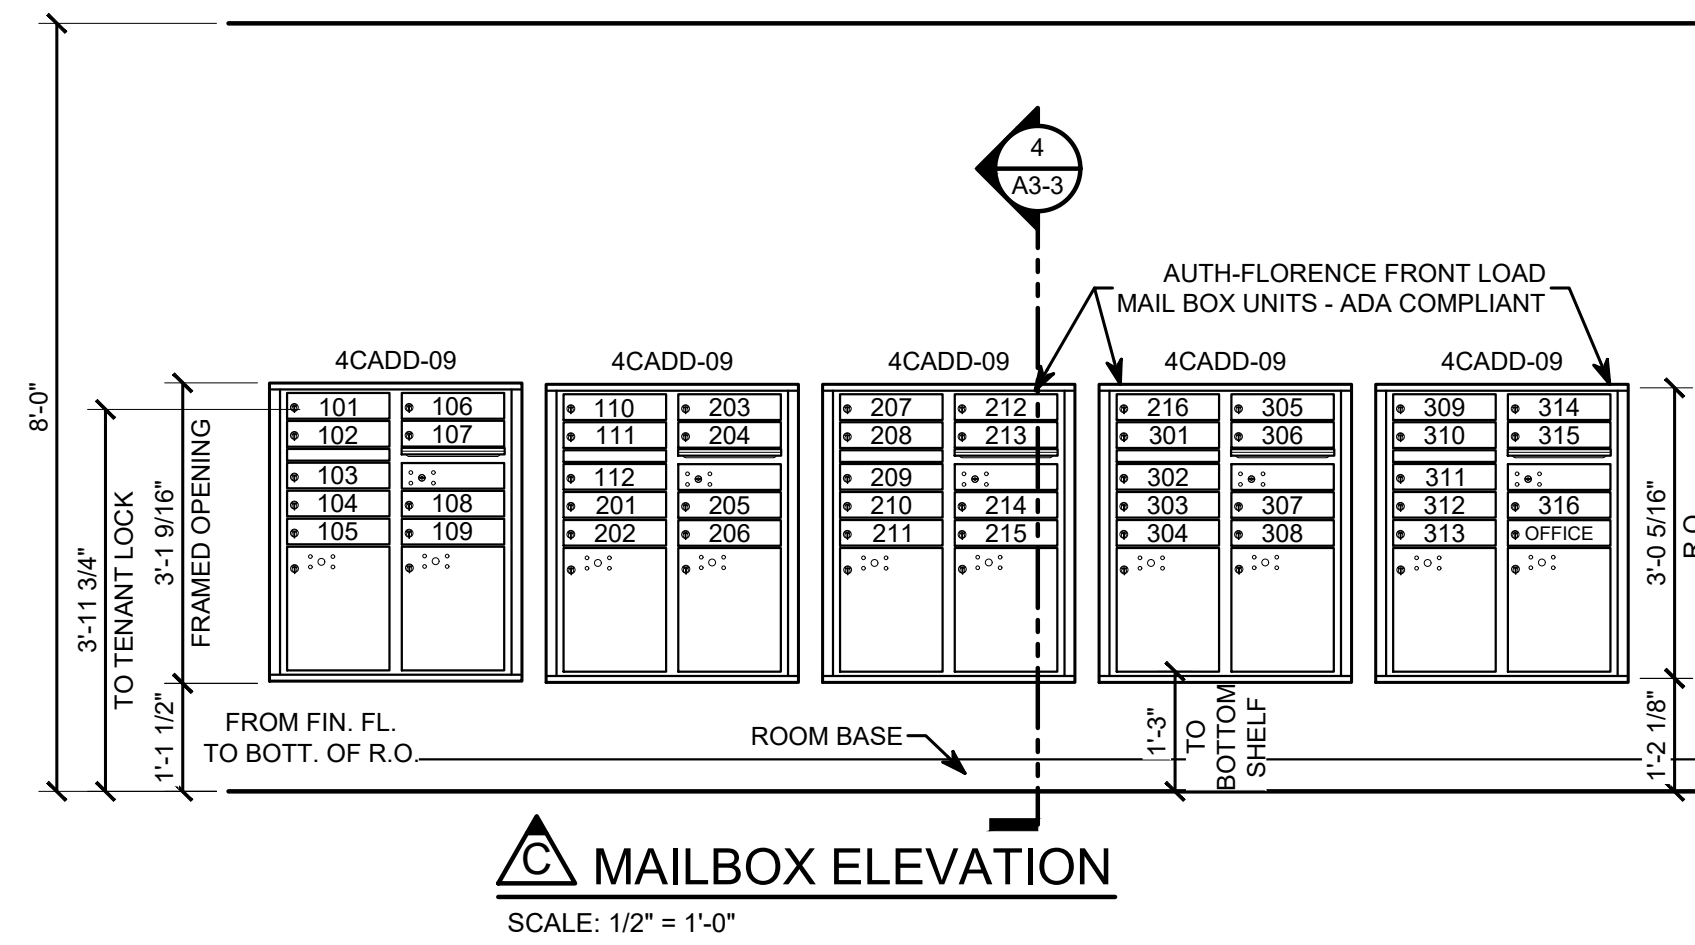 4
A3-3
AUTH-FLORENCE FRONT LOAD
MAIL BOX UNITS - ADA COMPLIANT
4CADD-09
4CADD-09
4CADD-09
4CADD-09
4CADD-09
8'-0"
3'-11 3/4"
TO TENANT LOCK
3'-1 9/16"
FRAMED OPENING
1'-1 1/2"
101 106
102 107
103
104 108
105 109
110 203
111 204
112
201 205
202 206
207 212
208 213
209
210 214
211 215
216 305
301 306
302
303 307
304 308
309 314
310 315
311
312 316
313 OFFICE
3'-0 5/16"
R.O.
1'-2 1/8"
FROM FIN. FL.
TO BOTT. OF R.O.
ROOM BASE
1'-3"
TO
BOTTOM
SHELF
C MAILBOX ELEVATION
SCALE: 1/2" = 1'-0"